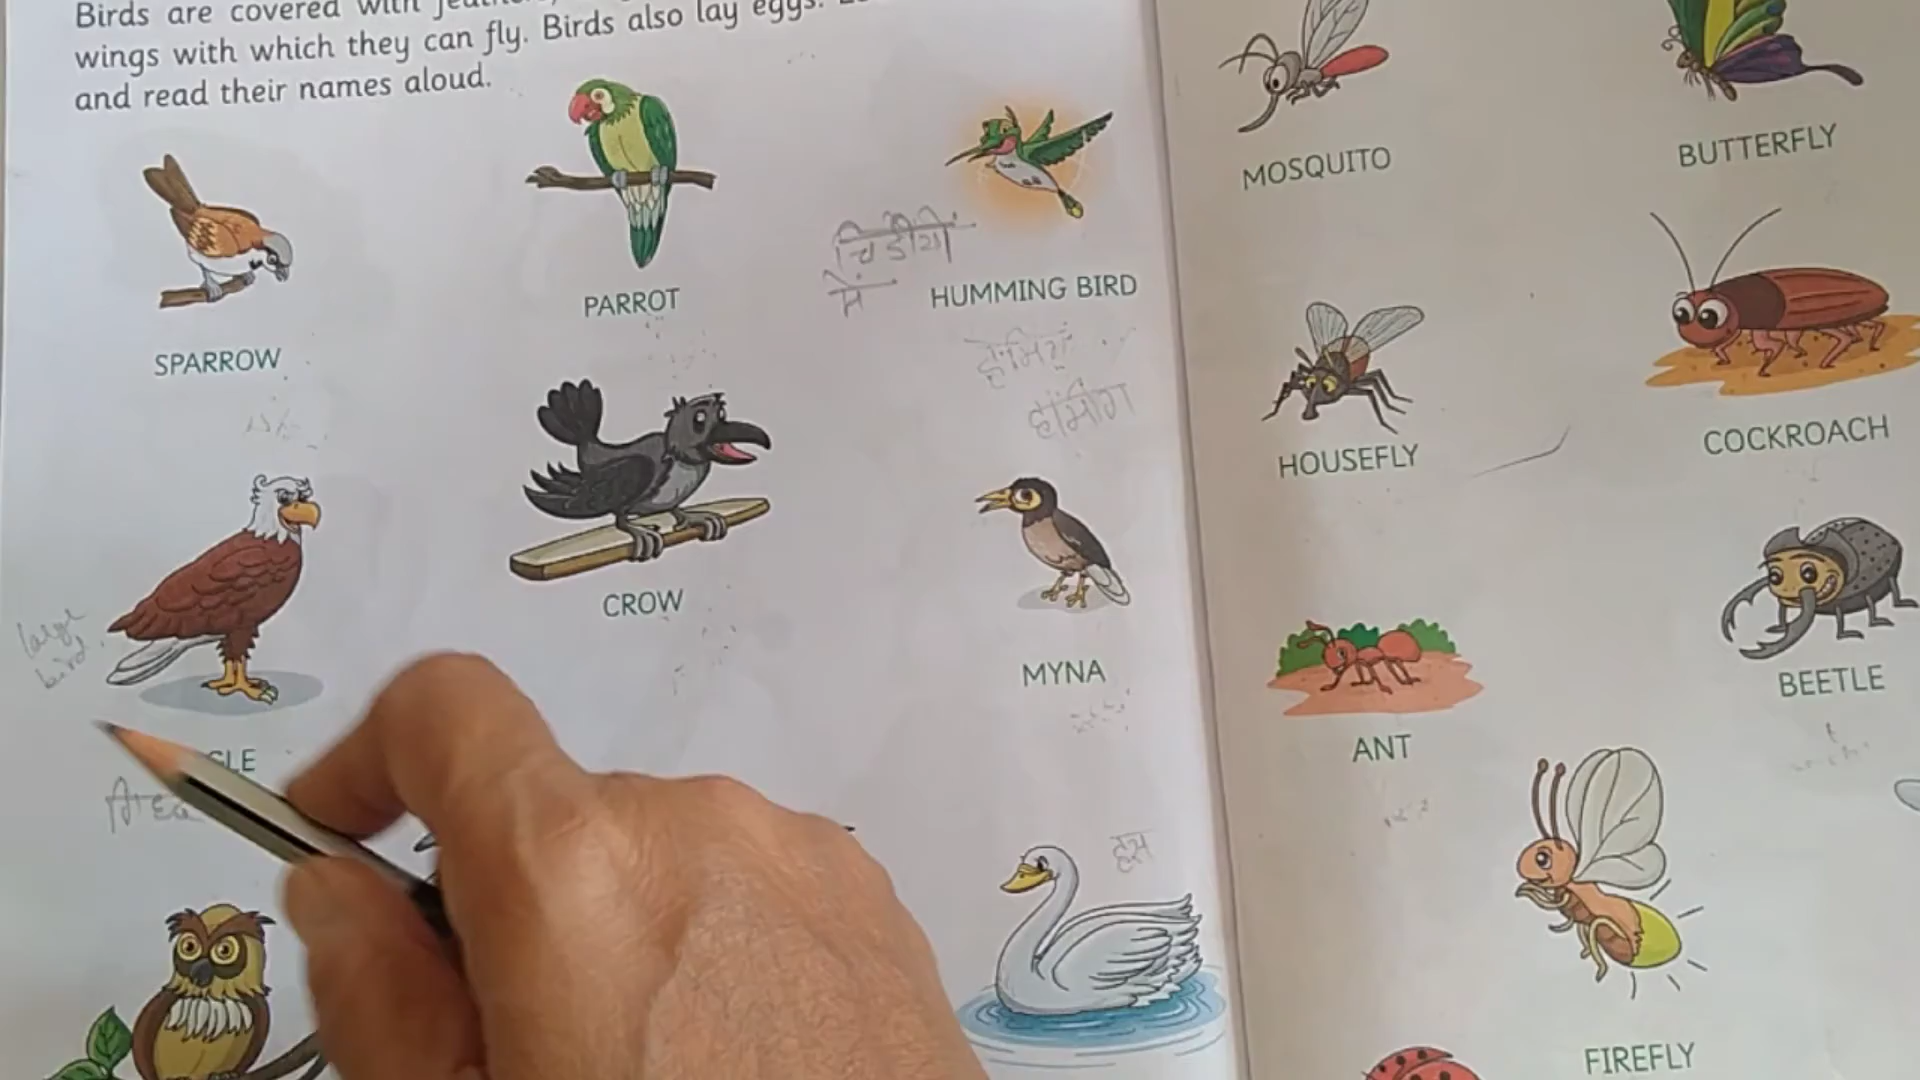 Birds are covered with
wings with which they can fly. Birds also lay eggs.
and read their names aloud.
SPARROW
PARROT
HUMMING BIRD
में
large
bird
CROW
MYNA
हंस
MOSQUITO
BUTTERFLY
HOUSEFLY
COCKROACH
ANT
BEETLE
FIREFLY